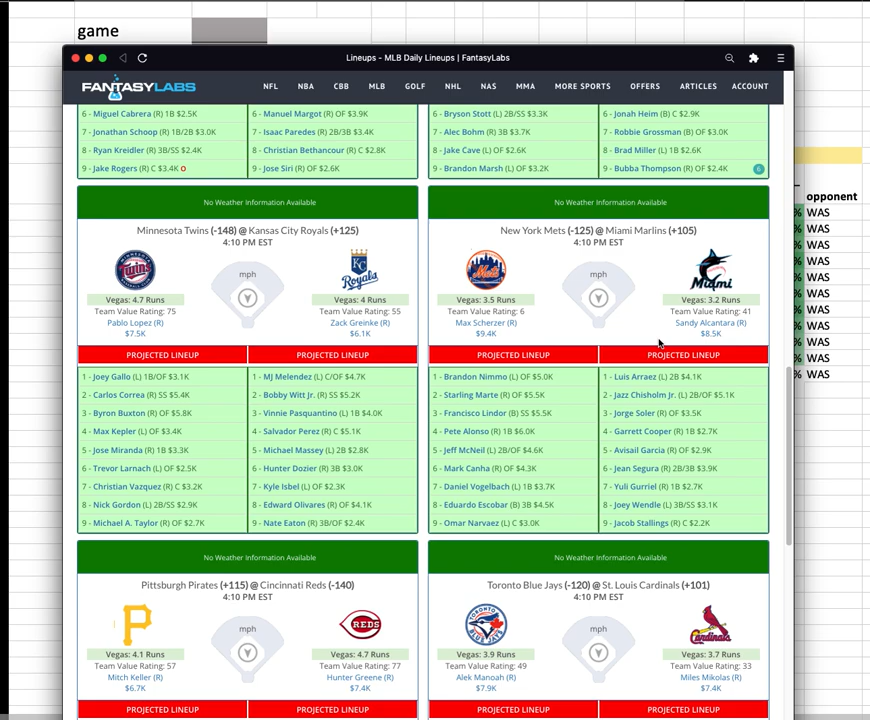 game
Lineups - MLB Daily Lineups | FantasyLabs
FANTASYLABS NFL NBA CBB MLB GOLF NHL NAS MMA MORE SPORTS OFFERS ARTICLES ACCOUNT
6 - Miguel Cabrera (R) 1B $2.5K
7 - Jonathan Schoop (R) 1B/2B $3.0K
8 - Ryan Kreidler (R) 3B/SS $2.4K
9 - Jake Rogers (R) C $3.4K O
6 - Manuel Margot (R) OF $3.9K
7 - Isaac Paredes (R) 2B/3B $3.4K
8 - Christian Bethancourt (R) C $2.8K
9 - Jose Siri (R) OF $2.6K
6 - Bryson Stott (L) 2B/SS $3.3K
7 - Alec Bohm (R) 3B $3.7K
8 - Jake Cave (L) OF $2.6K
9 - Brandon Marsh (L) OF $3.2K
6 - Jonah Heim (B) C $2.9K
7 - Robbie Grossman (B) OF $3.0K
8 - Brad Miller (L) 1B $2.6K
9 - Bubba Thompson (R) OF $2.4K
No Weather Information Available
Minnesota Twins (-148) @ Kansas City Royals (+125)
4:10 PM EST
MINNESOTA
Twins
mph
KC
Royals
Vegas: 4.7 Runs
Team Value Rating: 75
Pablo Lopez (R)
$7.5K
Vegas: 4 Runs
Team Value Rating: 55
Zack Greinke (R)
$6.1K
PROJECTED LINEUP
PROJECTED LINEUP
1 - Joey Gallo (L) 1B/OF $3.1K
2 - Carlos Correa (R) SS $5.4K
3 - Byron Buxton (R) OF $5.8K
4 - Max Kepler (L) OF $3.4K
5 - Jose Miranda (R) 1B $3.3K
6 - Trevor Larnach (L) OF $2.5K
7 - Christian Vazquez (R) C $3.2K
8 - Nick Gordon (L) 2B/SS $2.9K
9 - Michael A. Taylor (R) OF $2.7K
1 - MJ Melendez (L) C/OF $4.7K
2 - Bobby Witt Jr. (R) SS $5.2K
3 - Vinnie Pasquantino (L) 1B $4.0K
4 - Salvador Perez (R) C $5.1K
5 - Michael Massey (L) 2B $2.8K
6 - Hunter Dozier (R) 3B $3.0K
7 - Kyle Isbel (L) OF $2.3K
8 - Edward Olivares (R) OF $4.1K
9 - Nate Eaton (R) 3B/OF $2.4K
No Weather Information Available
New York Mets (-125) @ Miami Marlins (+105)
4:10 PM EST
Mets
mph
Miami
Vegas: 3.5 Runs
Team Value Rating: 6
Max Scherzer (R)
$9.4K
Vegas: 3.2 Runs
Team Value Rating: 41
Sandy Alcantara (R)
$8.5K
PROJECTED LINEUP
PROJECTED LINEUP
1 - Brandon Nimmo (L) OF $5.0K
2 - Starling Marte (R) OF $5.5K
3 - Francisco Lindor (B) SS $5.5K
4 - Pete Alonso (R) 1B $6.0K
5 - Jeff McNeil (L) 2B/OF $4.6K
6 - Mark Canha (R) OF $4.3K
7 - Daniel Vogelbach (L) 1B $3.7K
8 - Eduardo Escobar (B) 3B $4.5K
9 - Omar Narvaez (L) C $3.0K
1 - Luis Arraez (L) 2B $4.1K
2 - Jazz Chisholm Jr. (L) 2B/OF $5.1K
3 - Jorge Soler (R) OF $3.5K
4 - Garrett Cooper (R) 1B $2.7K
5 - Avisail Garcia (R) OF $2.9K
6 - Jean Segura (R) 2B/3B $3.9K
7 - Yuli Gurriel (R) 1B $2.7K
8 - Joey Wendle (L) 3B/SS $3.1K
9 - Jacob Stallings (R) C $2.2K
No Weather Information Available
Pittsburgh Pirates (+115) @ Cincinnati Reds (-140)
4:10 PM EST
P
mph
REDS
Vegas: 4.1 Runs
Team Value Rating: 57
Mitch Keller (R)
$6.7K
Vegas: 4.7 Runs
Team Value Rating: 77
Hunter Greene (R)
$7.4K
PROJECTED LINEUP
PROJECTED LINEUP
No Weather Information Available
Toronto Blue Jays (-120) @ St. Louis Cardinals (+101)
4:10 PM EST
mph
Cardinals
Vegas: 3.9 Runs
Team Value Rating: 49
Alek Manoah (R)
$7.9K
Vegas: 3.7 Runs
Team Value Rating: 33
Miles Mikolas (R)
$7.4K
PROJECTED LINEUP
PROJECTED LINEUP
opponent
% WAS
% WAS
% WAS
% WAS
% WAS
% WAS
% WAS
% WAS
% WAS
% WAS
% WAS